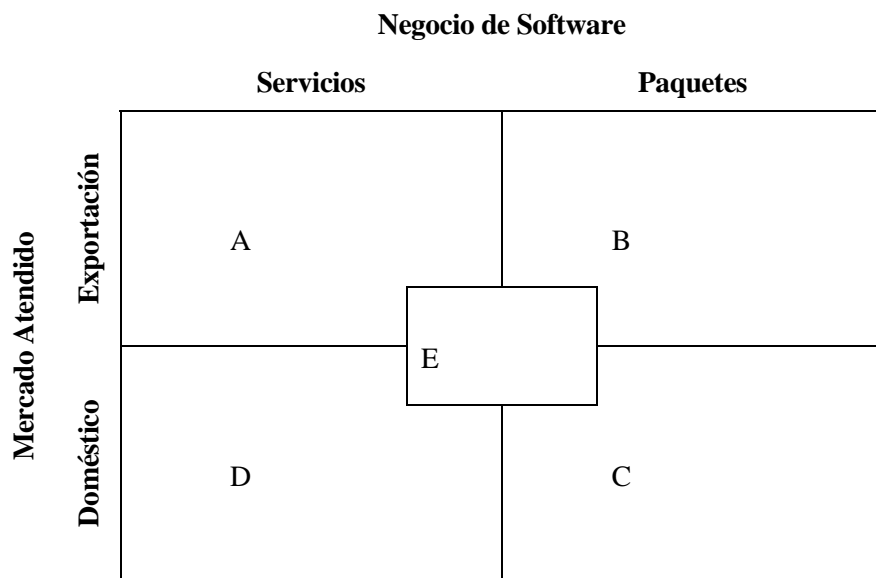 Negocio de Software
Servicios Paquetes
Mercado Atendido
Exportación
A B
E
Doméstico
D C